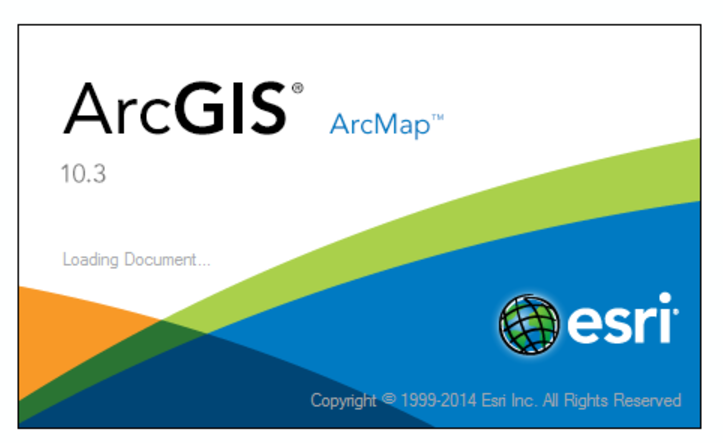 ArcGIS® ArcMap™
10.3
Loading Document...
esri®
Copyright © 1999-2014 Esri Inc. All Rights Reserved